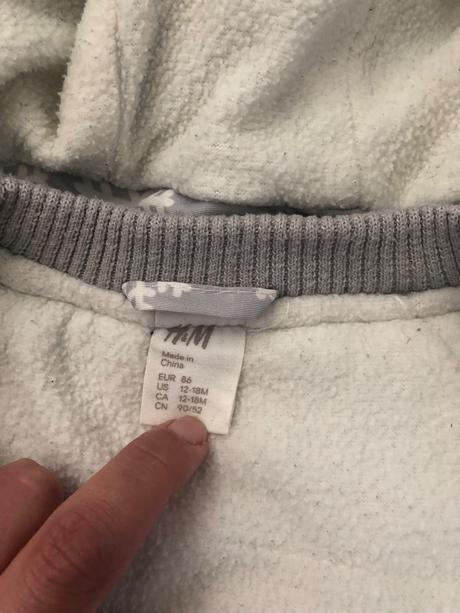 H&M
Made in
China
EUR 86
US 12-18M
CA 12-18M
CN 90/52